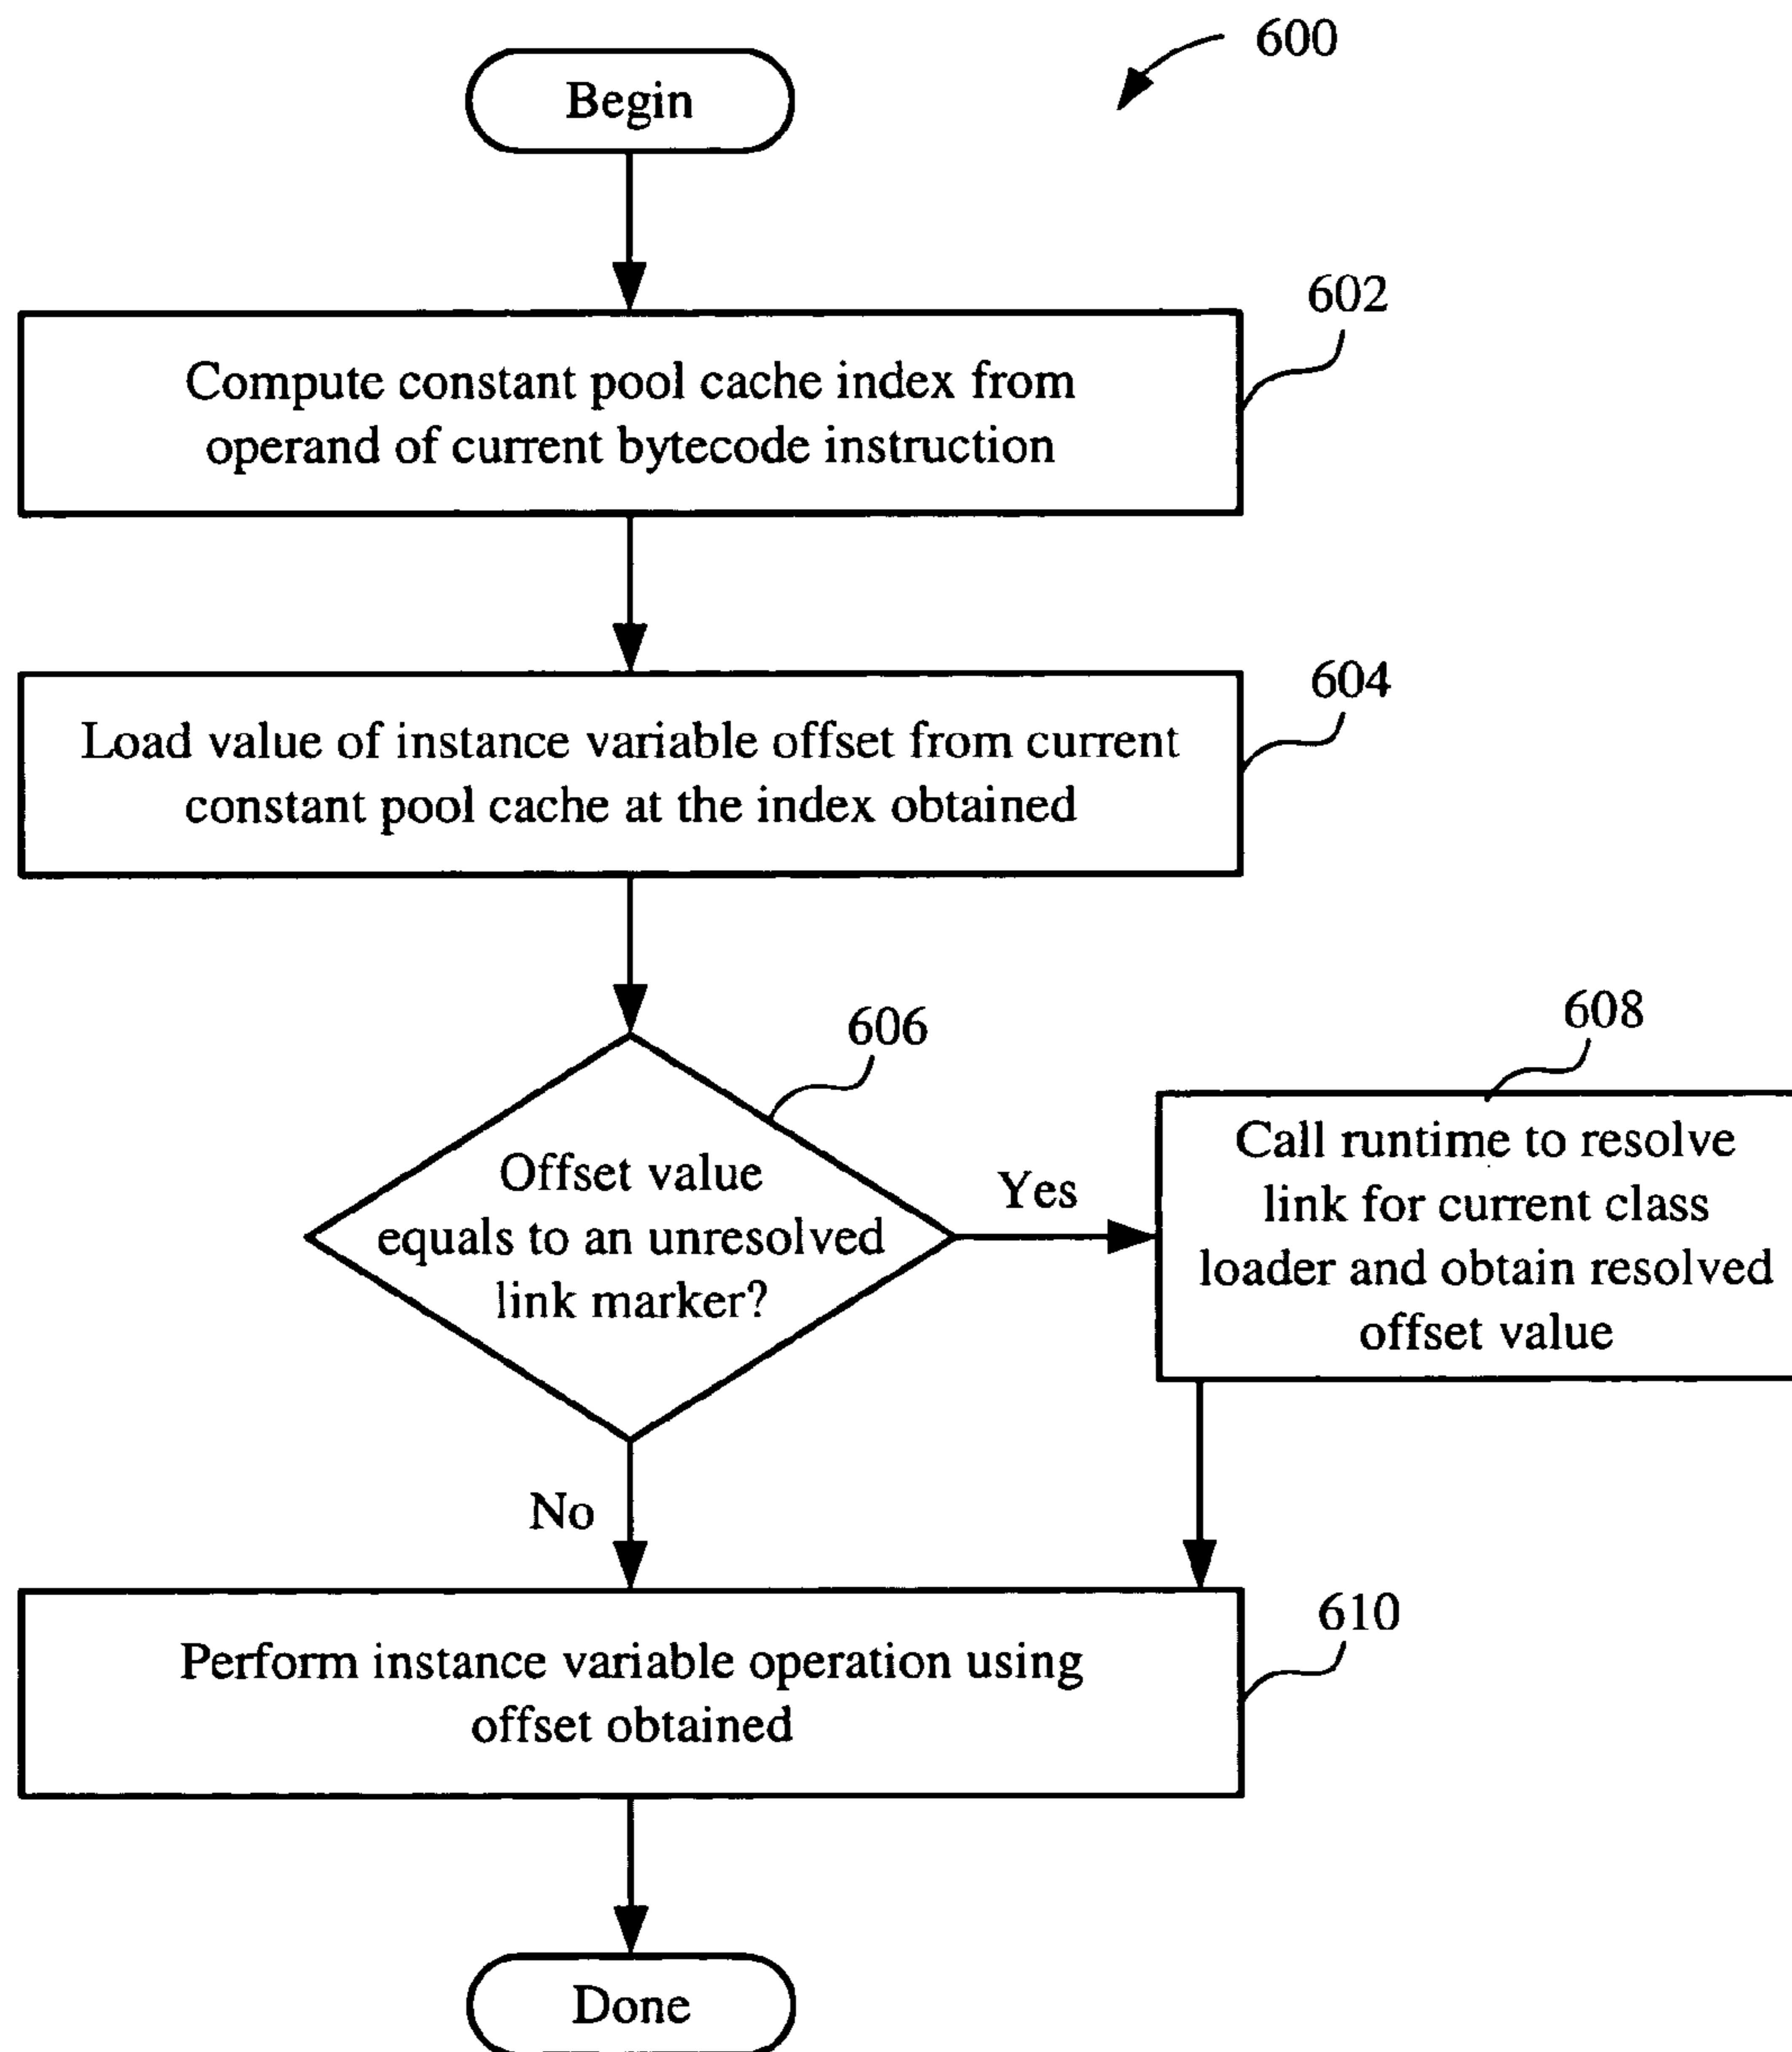 600
Begin
602
Compute constant pool cache index from
operand of current bytecode instruction
604
Load value of instance variable offset from current
constant pool cache at the index obtained
606
Offset value
equals to an unresolved
link marker?
Yes
608
Call runtime to resolve
link for current class
loader and obtain resolved
offset value
No
610
Perform instance variable operation using
offset obtained
Done